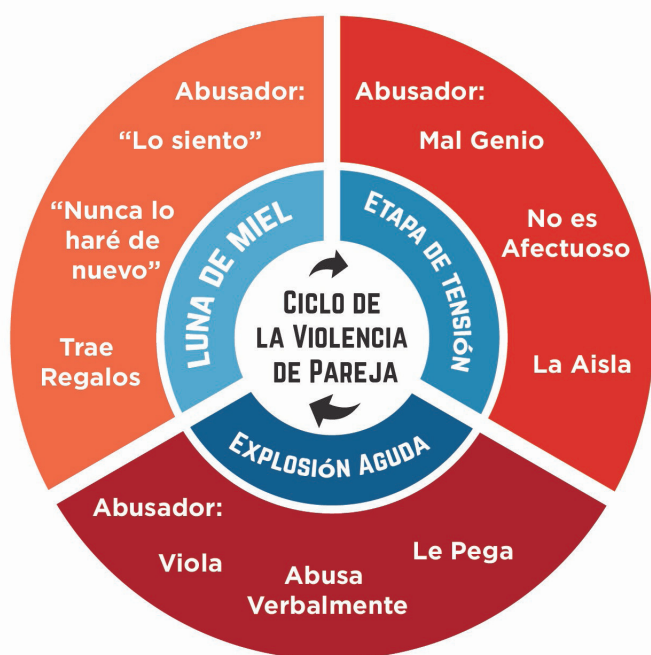 CICLO DE
LA VIOLENCIA
DE PAREJA
LUNA DE MIEL
Abusador:
“Lo siento”
“Nunca lo
haré de
nuevo”
Trae
Regalos
ETAPA DE TENSIÓN
Abusador:
Mal Genio
No es
Afectuoso
La Aisla
EXPLOSIÓN AGUDA
Abusador:
Viola
Abusa
Verbalmente
Le Pega